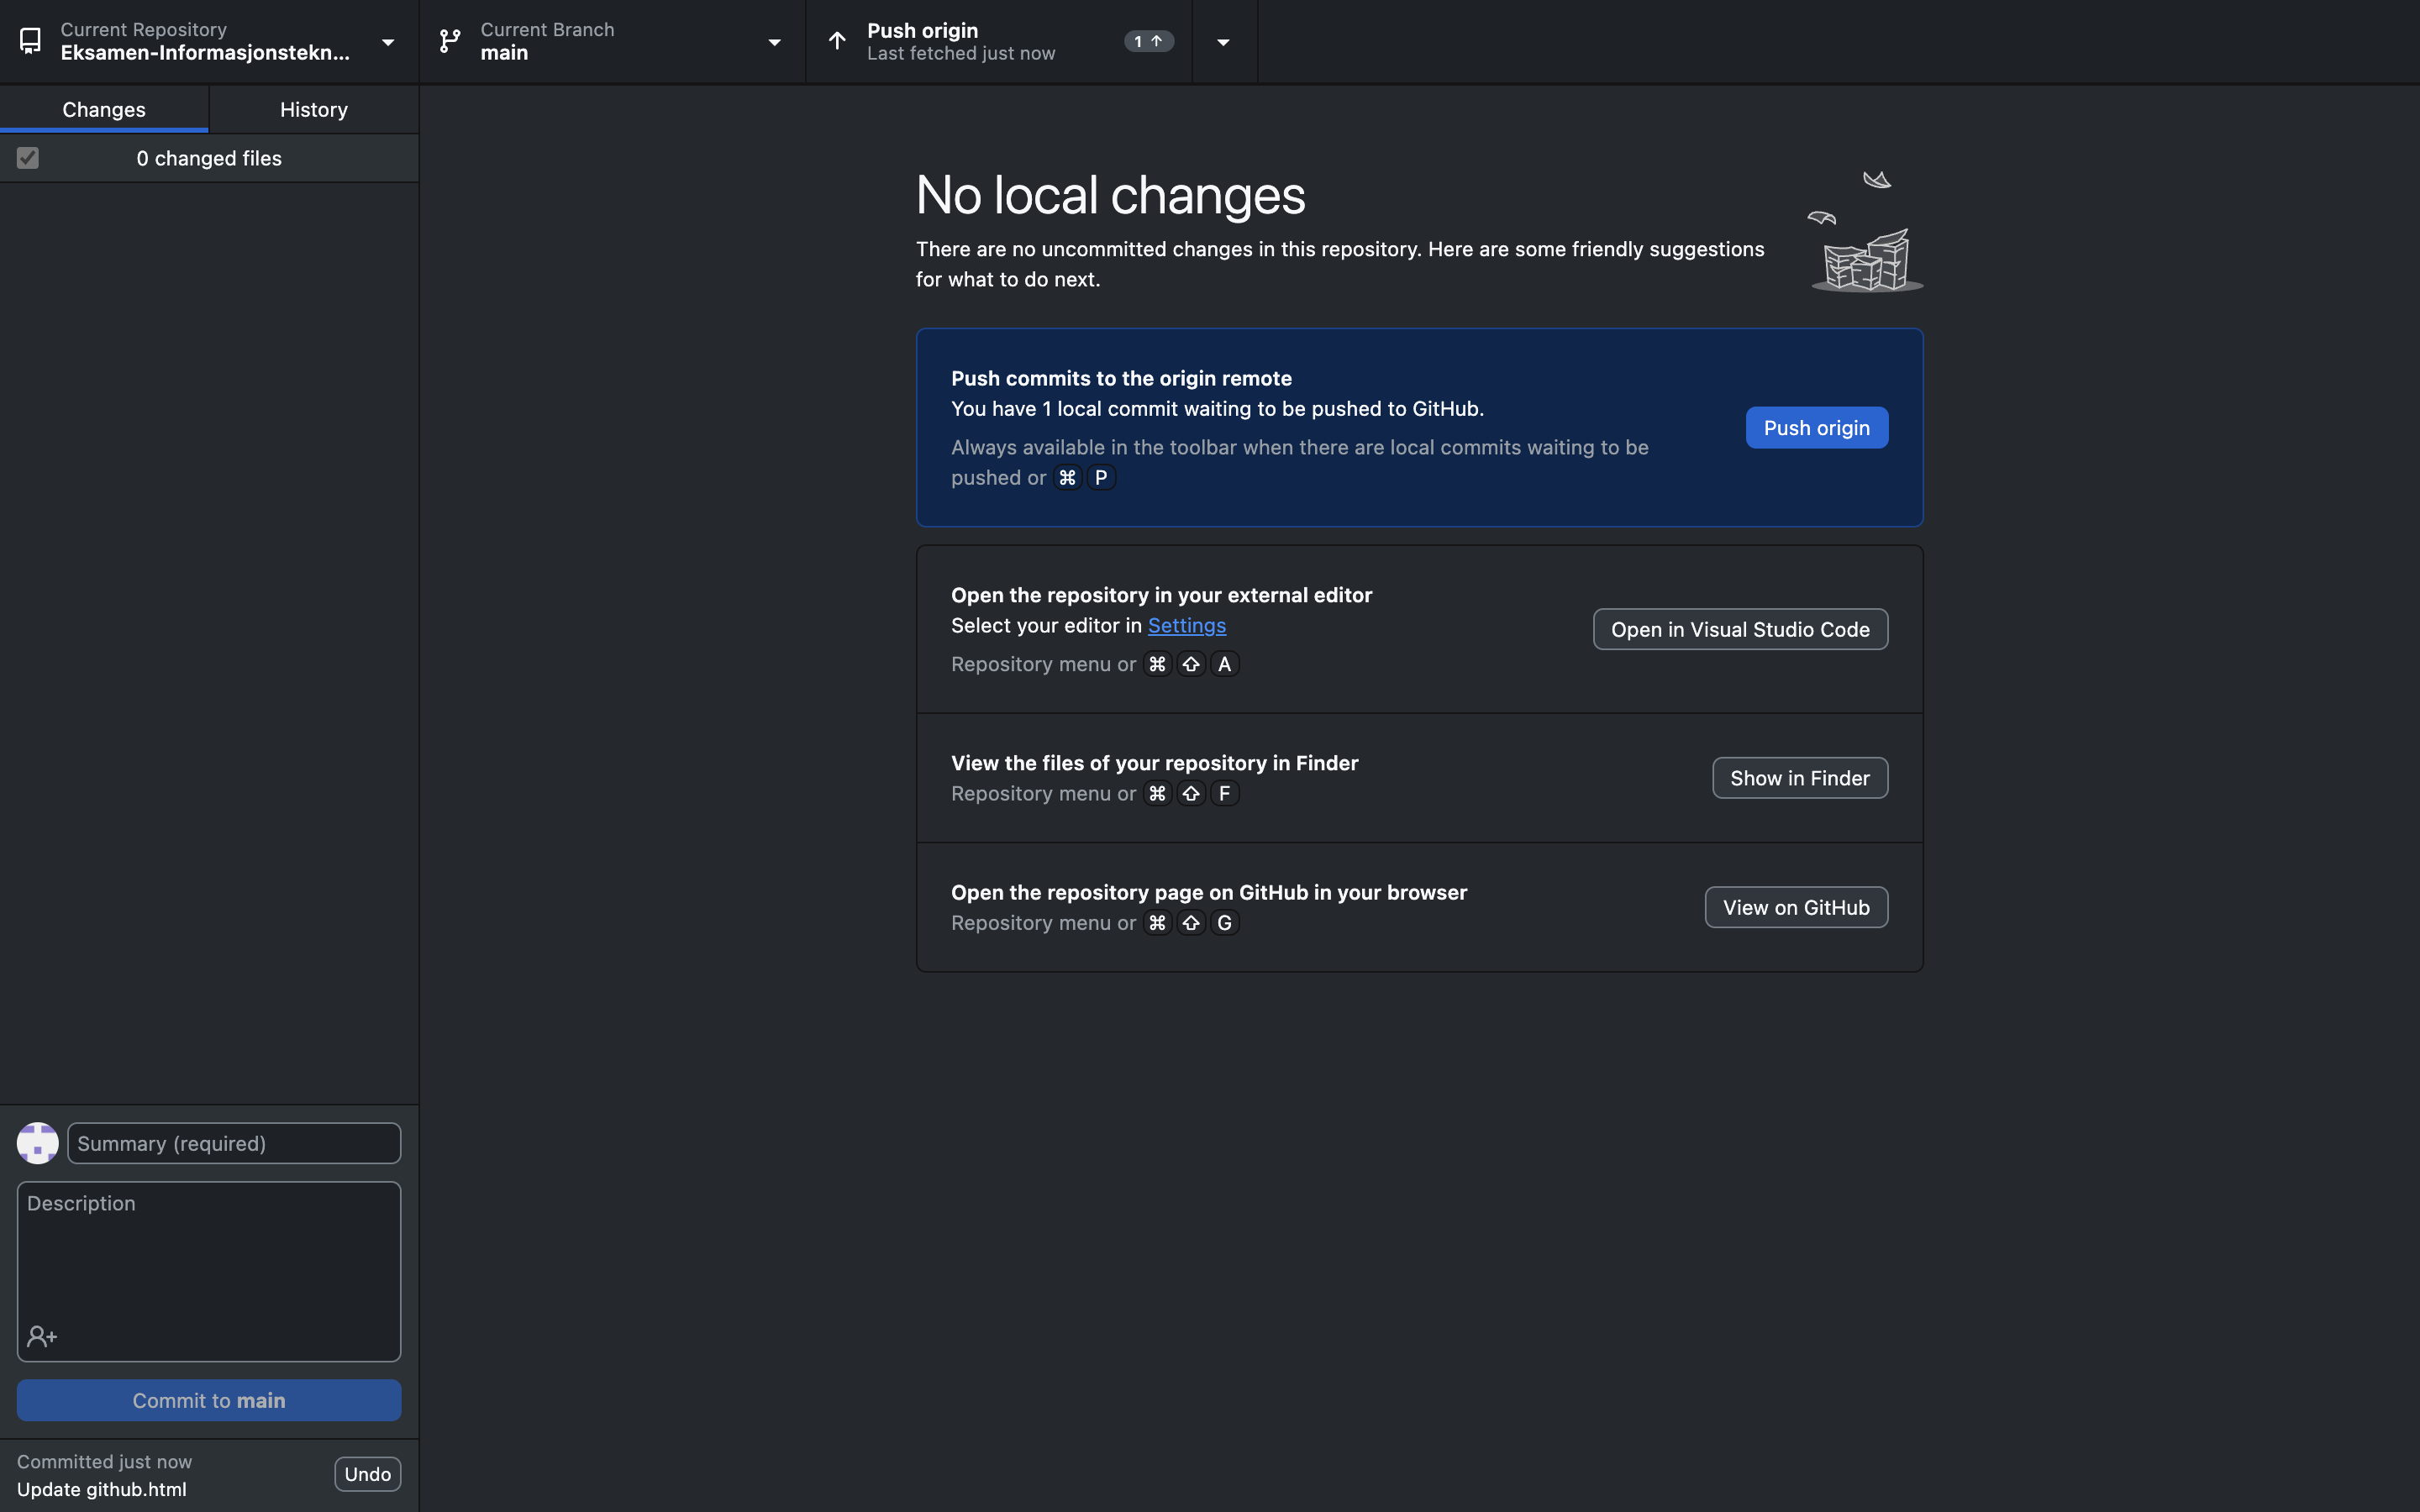 Current Repository
Eksamen-Informasjonstekn...
Current Branch
main
Push origin
Last fetched just now
1 ↑
Changes
History
0 changed files
No local changes
There are no uncommitted changes in this repository. Here are some friendly suggestions
for what to do next.
Push commits to the origin remote
You have 1 local commit waiting to be pushed to GitHub.
Always available in the toolbar when there are local commits waiting to be
pushed or ⌘ P
Push origin
Open the repository in your external editor
Select your editor in Settings
Repository menu or ⌘ ⇧ A
Open in Visual Studio Code
View the files of your repository in Finder
Repository menu or ⌘ ⇧ F
Show in Finder
Open the repository page on GitHub in your browser
Repository menu or ⌘ ⇧ G
View on GitHub
Summary (required)
Description
Commit to main
Committed just now
Update github.html
Undo